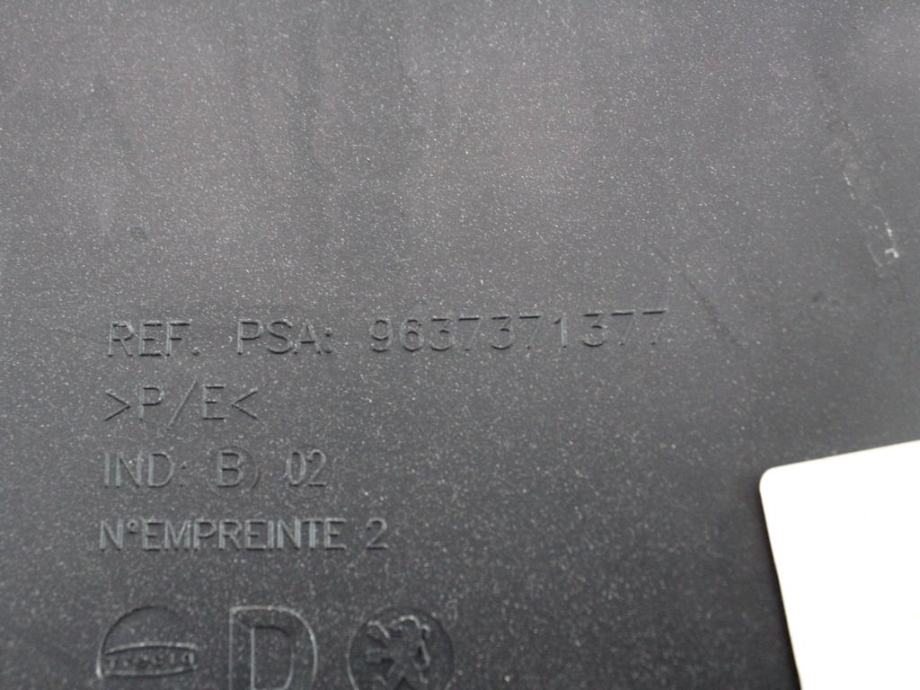 REF. PSA: 9637371377
>P/E<
IND: B) 02
N°EMPREINTE 2
D